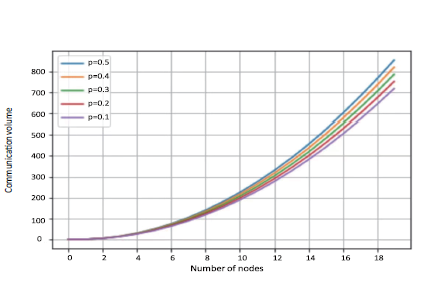 p=0.5
p=0.4
p=0.3
p=0.2
p=0.1
800
700
600
500
400
300
200
100
0
Communication volume
0 2 4 6 8 10 12 14 16 18
Number of nodes